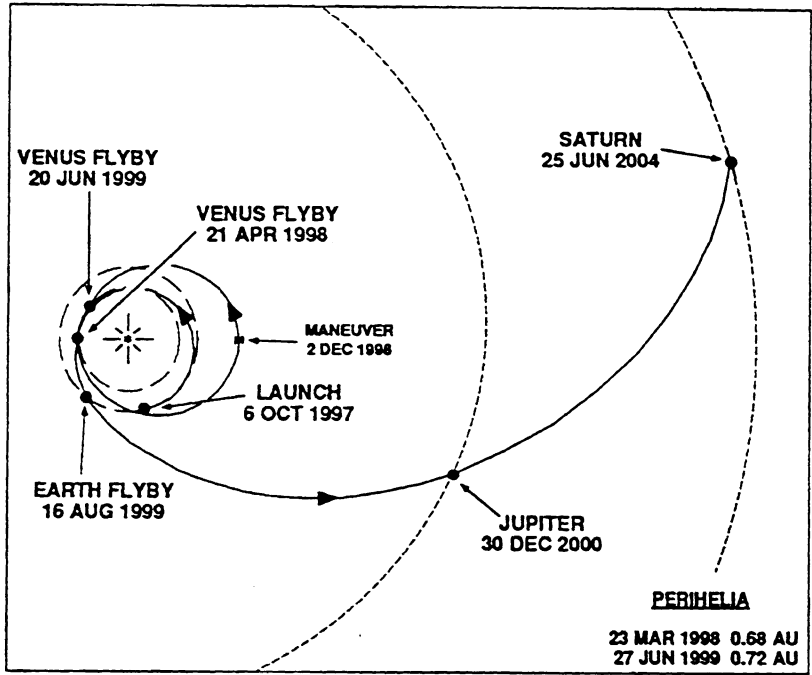 VENUS FLYBY
20 JUN 1999
VENUS FLYBY
21 APR 1998
SATURN
25 JUN 2004
MANEUVER
2 DEC 1998
LAUNCH
6 OCT 1997
EARTH FLYBY
16 AUG 1999
JUPITER
30 DEC 2000
PERIHELIA
23 MAR 1998 0.68 AU
27 JUN 1999 0.72 AU